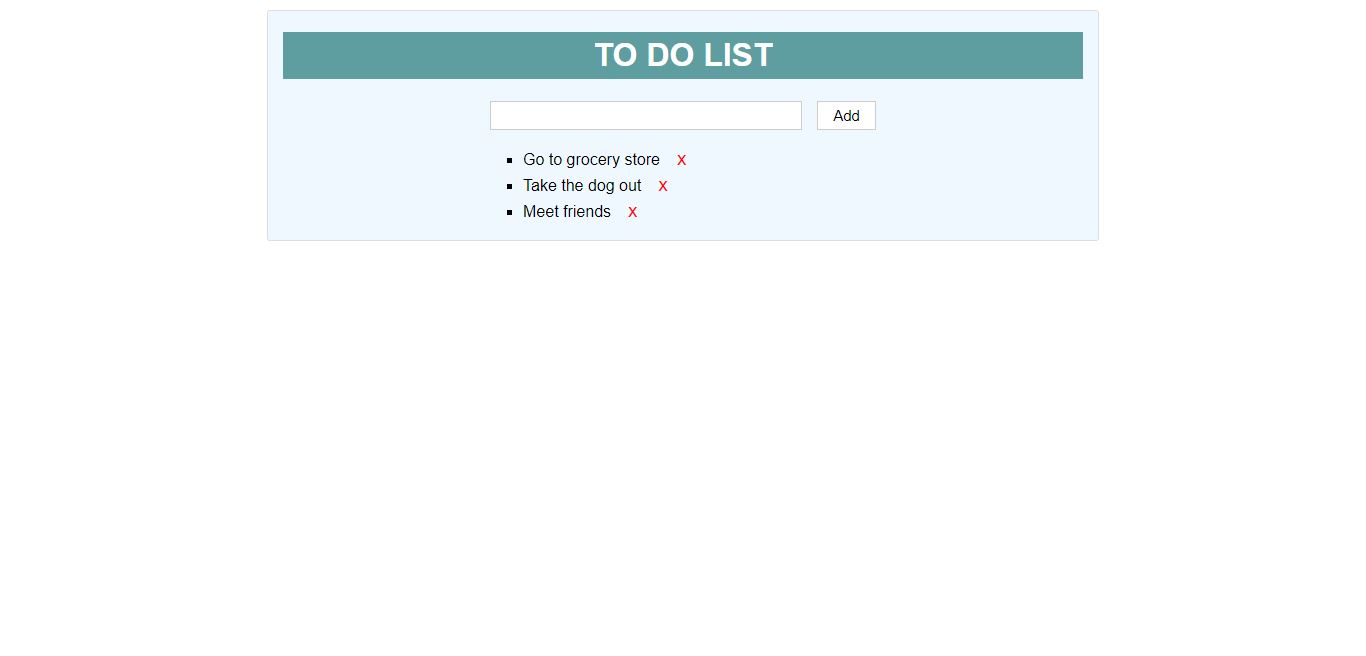 TO DO LIST
Add
Go to grocery store x
Take the dog out x
Meet friends x